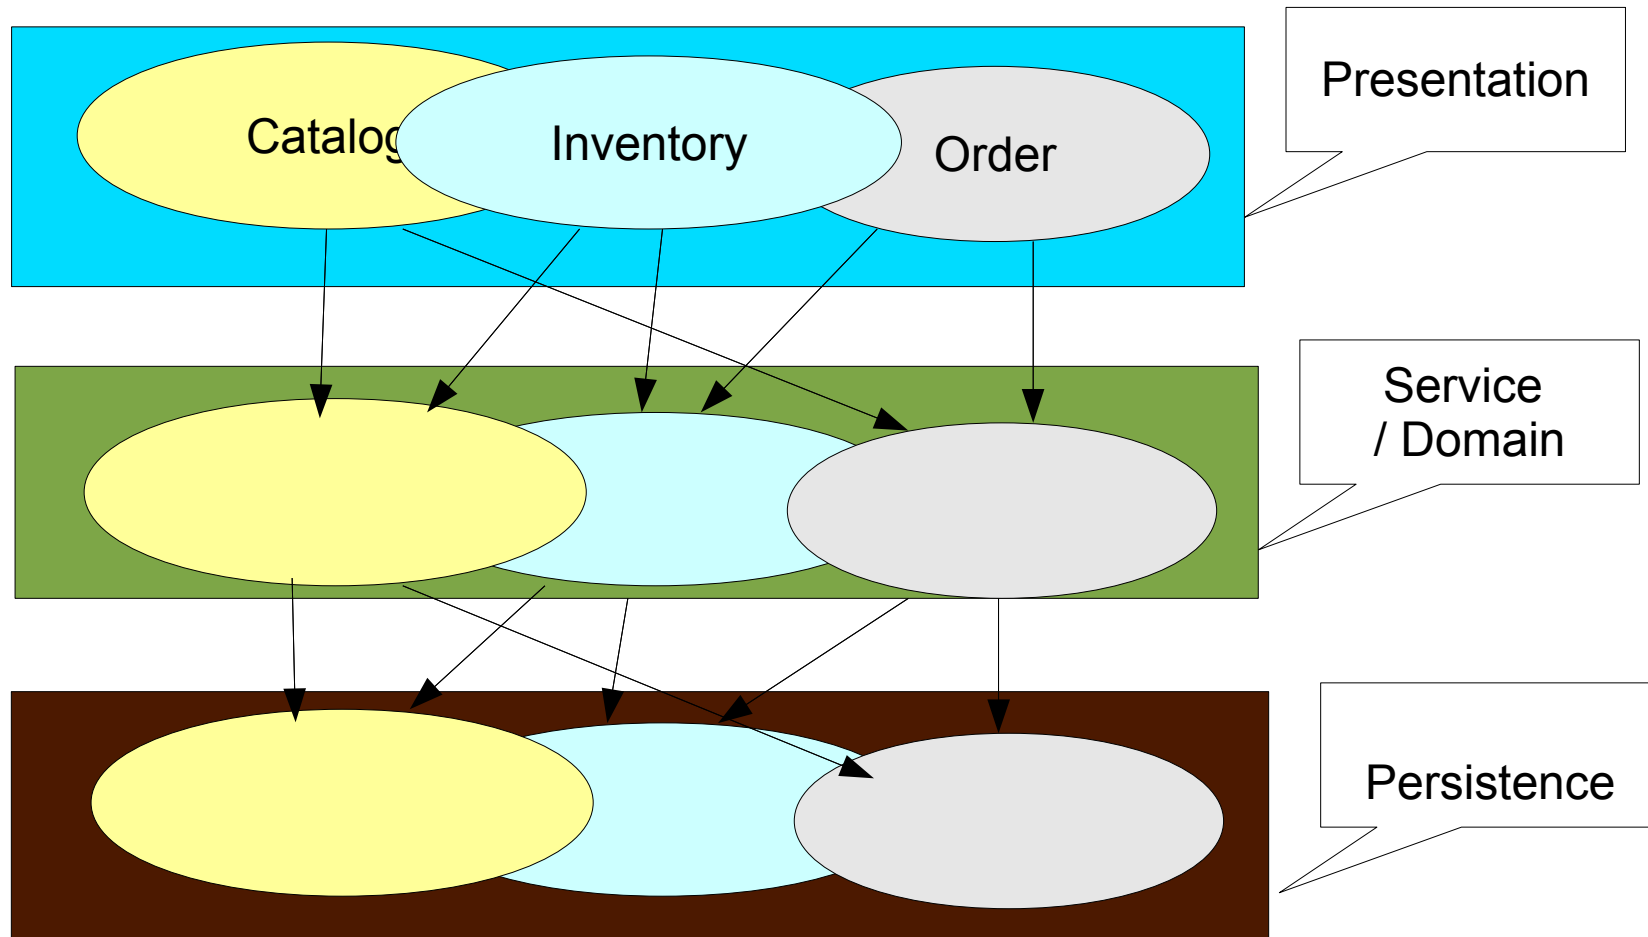 Catalog
Inventory
Order
Presentation
Service
/ Domain
Persistence